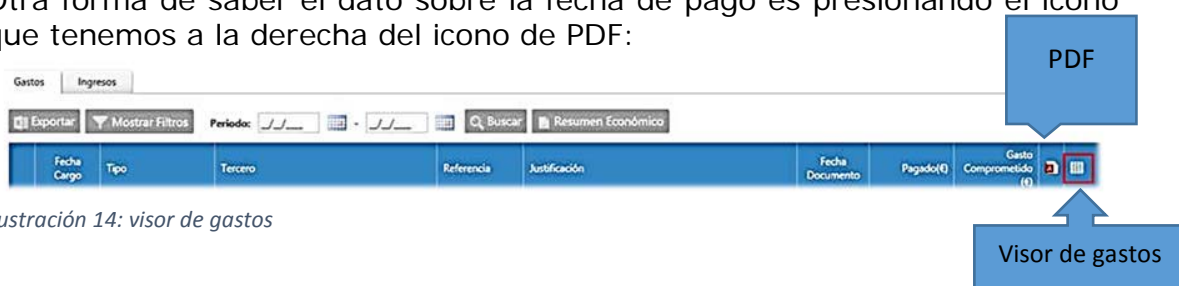 Otra forma de saber el dato sobre la fecha de pago es presionando el icono
que tenemos a la derecha del icono de PDF:
PDF
Gastos Ingresos
Exportar Mostrar Filtros Periodo: _/_/__ - _/_/__ Buscar Resumen Económico
Fecha Cargo Tipo Tercero Referencia Justificación Fecha Documento Pagado(€) Gasto Comprometido (€)
ustración 14: visor de gastos
Visor de gastos